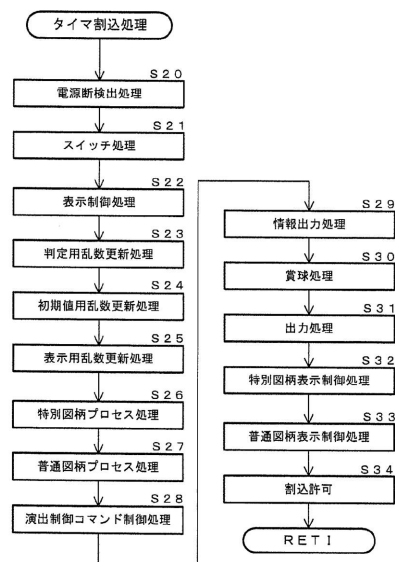 タイマ割込処理
S20
電源断検出処理
S21
スイッチ処理
S22
表示制御処理
S23
判定用乱数更新処理
S24
初期値用乱数更新処理
S25
表示用乱数更新処理
S26
特別図柄プロセス処理
S27
普通図柄プロセス処理
S28
演出制御コマンド制御処理
S29
情報出力処理
S30
賞球処理
S31
出力処理
S32
特別図柄表示制御処理
S33
普通図柄表示制御処理
S34
割込許可
RETI